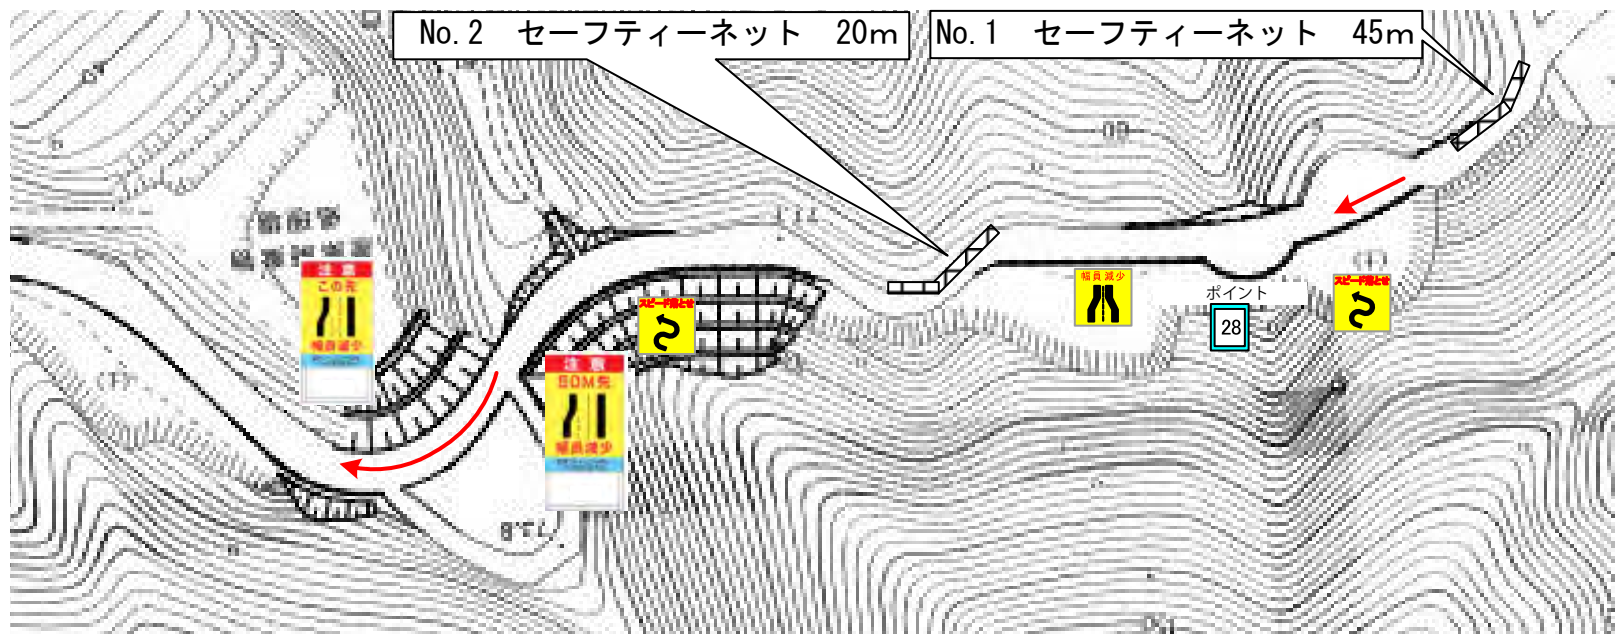 No.2　セーフティーネット　20m
No.1　セーフティーネット　45m
注意
この先
幅員減少
スピード落とせ
注意
50M先
幅員減少
幅員減少
ポイント
28
スピード落とせ
73.8